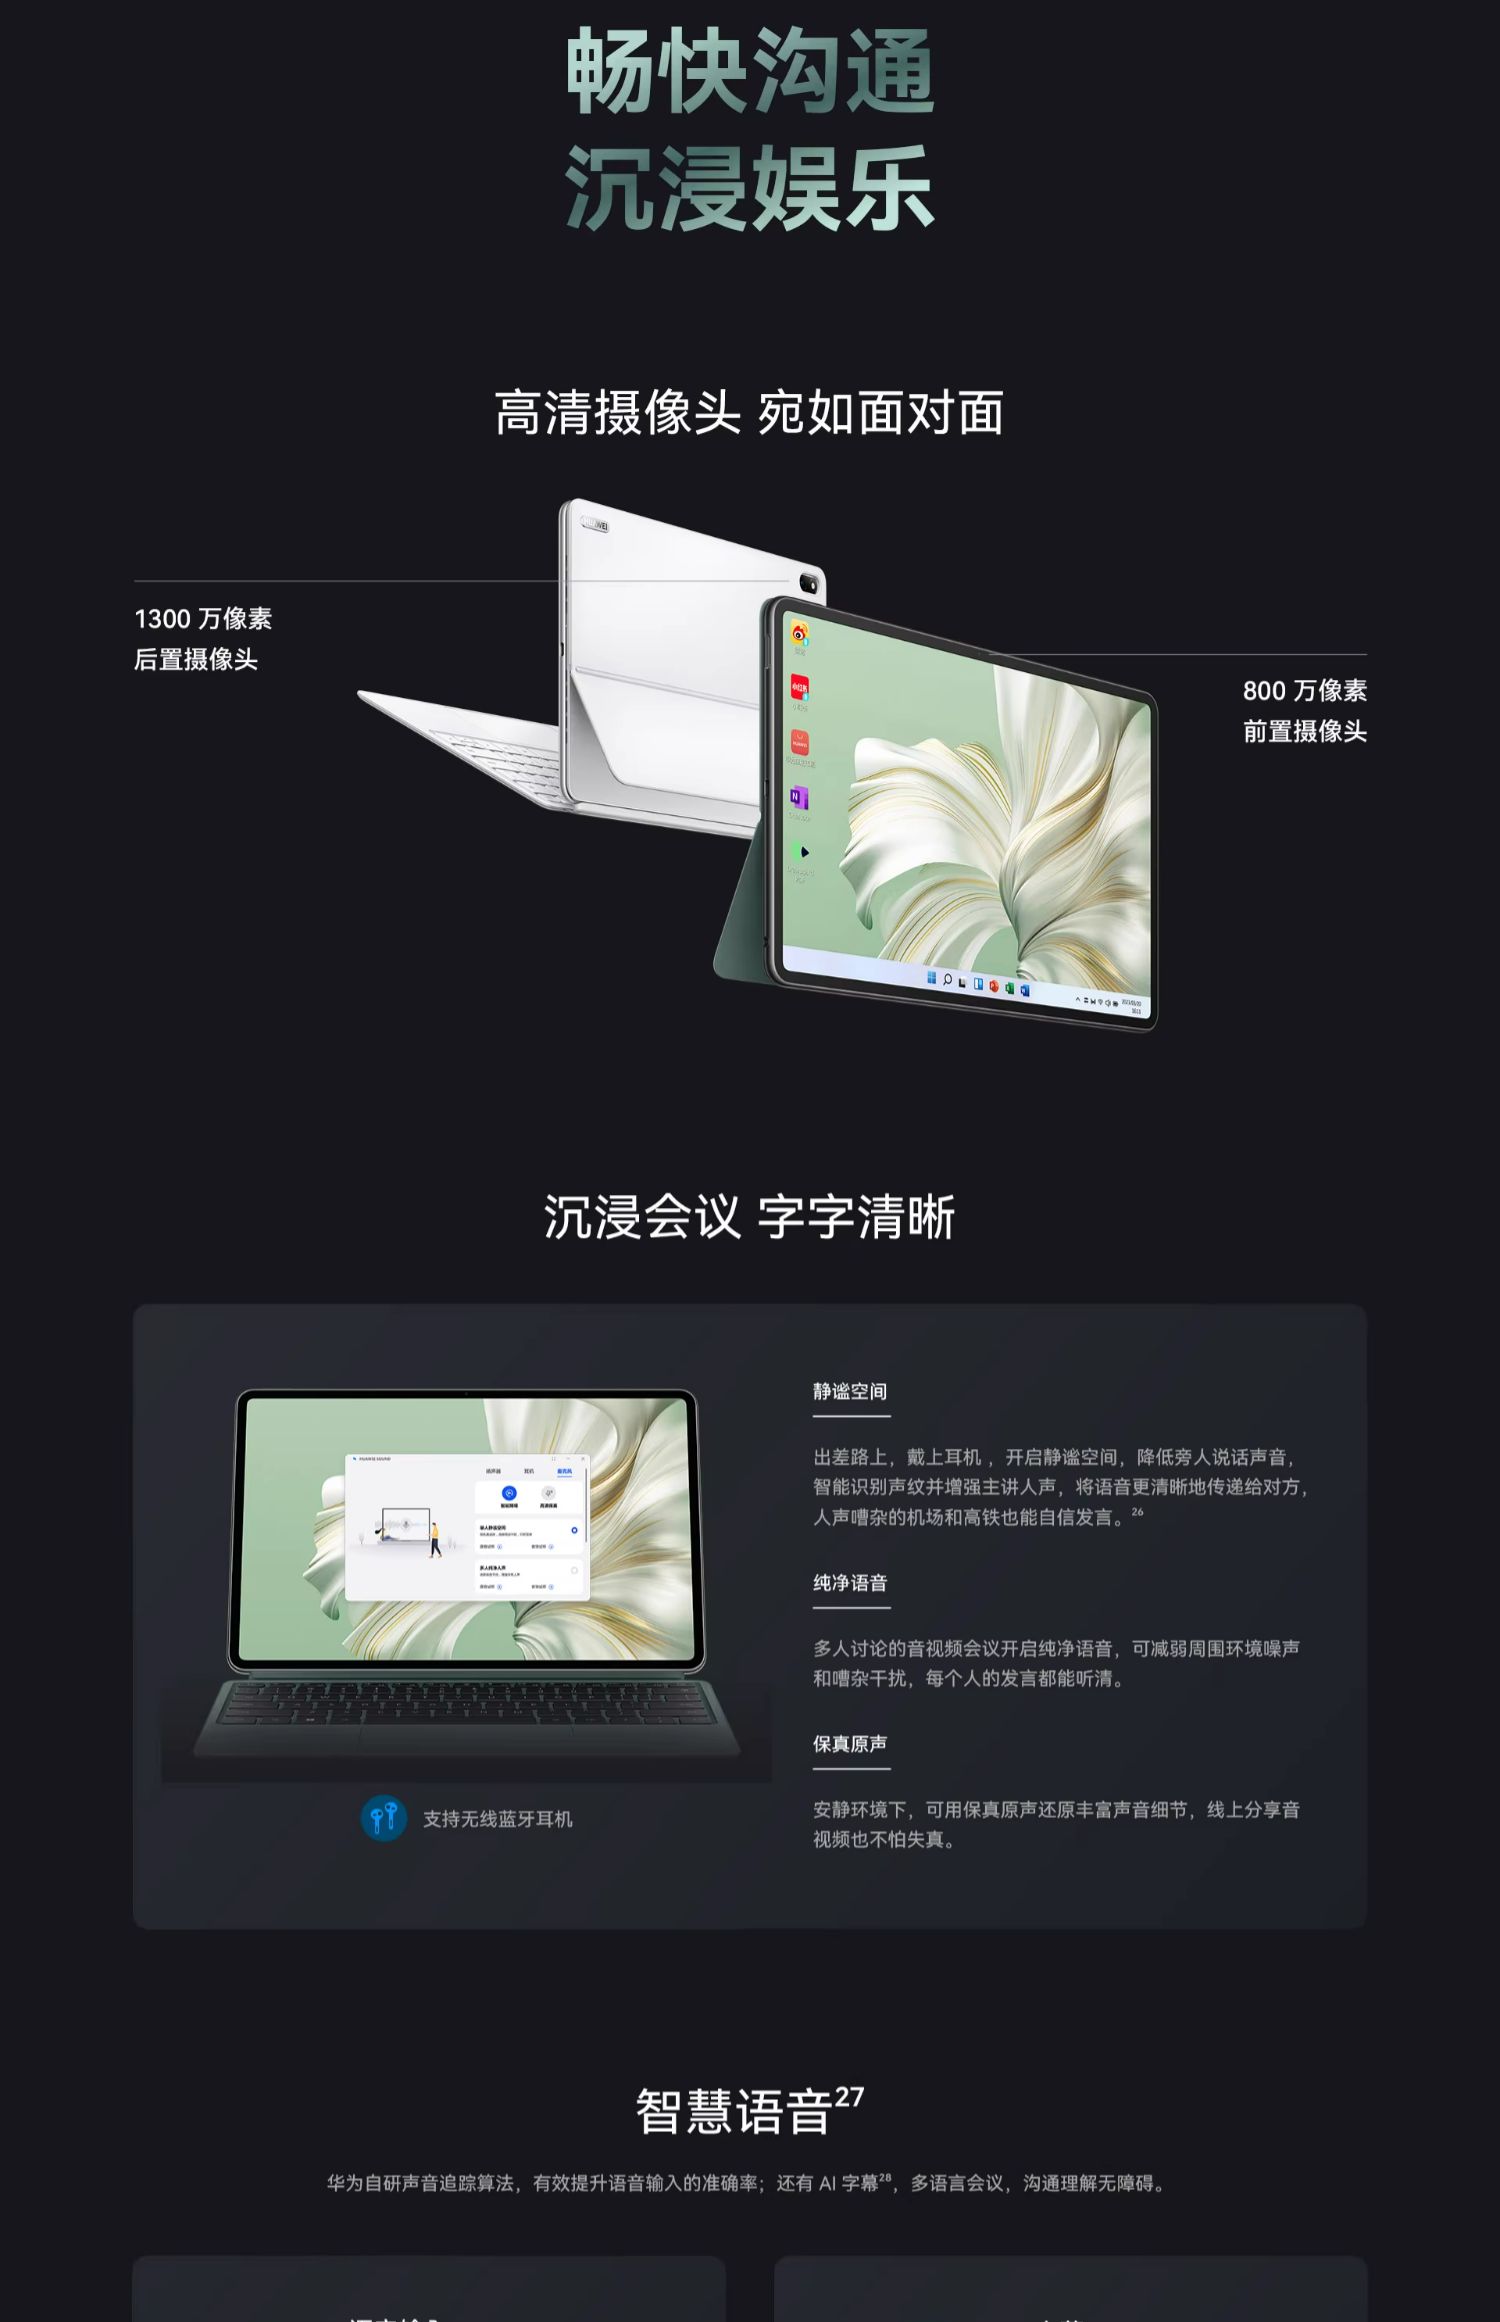 畅快沟通
沉浸娱乐
高清摄像头 宛如面对面
1300 万像素
后置摄像头
800 万像素
前置摄像头
沉浸会议 字字清晰
静谧空间
出差路上，戴上耳机 ，开启静谧空间，降低旁人说话声音，
智能识别声纹并增强主讲人声，将语音更清晰地传递给对方，
人声嘈杂的机场和高铁也能自信发言。26
纯净语音
多人讨论的音视频会议开启纯净语音，可减弱周围环境噪声
和嘈杂干扰，每个人的发言都能听清。
保真原声
安静环境下，可用保真原声还原丰富声音细节，线上分享音
视频也不怕失真。
支持无线蓝牙耳机
智慧语音27
华为自研声音追踪算法，有效提升语音输入的准确率；还有 AI 字幕28，多语言会议，沟通理解无障碍。